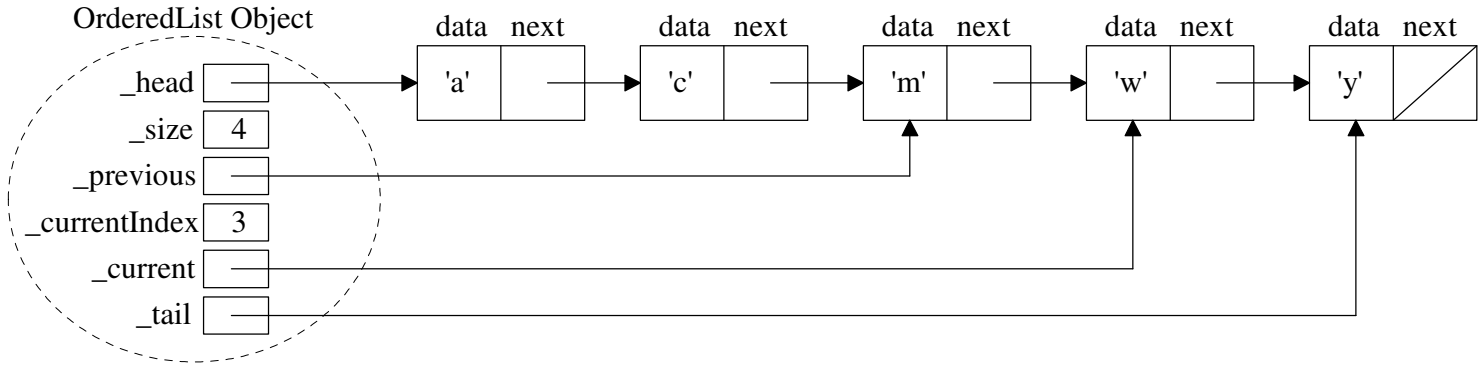 OrderedList Object
data next data next data next data next data next
_head 'a' 'c' 'm' 'w' 'y'
_size 4
_previous
_currentIndex 3
_current
_tail